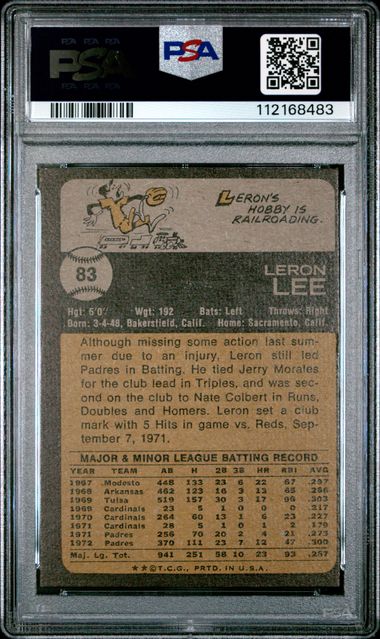 PSA
PSA
PSA
PSA
112168483
LERON'S
HOBBY IS
RAILROADING.
83
LERON
LEE
Hgt: 6'0" Wgt: 192 Bats: Left Throws: Right
Born: 3-4-48, Bakersfield, Calif. Home: Sacramento, Calif.
Although missing some action last sum-
mer due to an injury, Leron still led
Padres in Batting. He tied Jerry Morales
for the club lead in Triples, and was sec-
ond on the club to Nate Colbert in Runs,
Doubles and Homers. Leron set a club
mark with 5 Hits in game vs. Reds, Sep-
tember 7, 1971.
MAJOR & MINOR LEAGUE BATTING RECORD
YEAR TEAM AB H 2B 3B HR RBI AVG
1967 Modesto 448 133 23 6 22 67 .297
1968 Arkansas 462 123 16 3 13 65 .266
1969 Tulsa 519 157 30 3 17 96 .303
1969 Cardinals 23 5 1 0 0 0 .217
1970 Cardinals 264 60 13 1 6 23 .227
1971 Cardinals 28 5 1 0 1 2 .179
1971 Padres 256 70 20 2 4 21 .273
1972 Padres 370 111 23 7 12 47 .300
Maj. Lg. Tot. 941 251 58 10 23 93 .267
★★©T.C.G., PRTD. IN U.S.A.
PSA